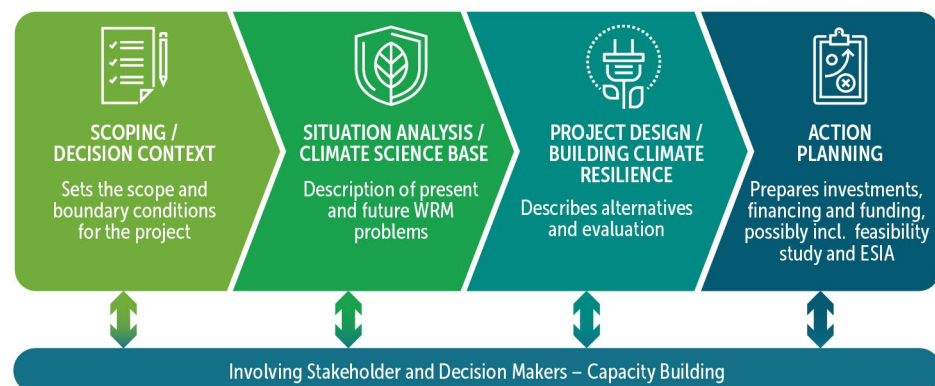 SCOPING /
DECISION CONTEXT
Sets the scope and
boundary conditions
for the project
SITUATION ANALYSIS /
CLIMATE SCIENCE BASE
Description of present
and future WRM
problems
PROJECT DESIGN /
BUILDING CLIMATE
RESILIENCE
Describes alternatives
and evaluation
ACTION
PLANNING
Prepares investments,
financing and funding,
possibly incl. feasibility
study and ESIA
Involving Stakeholder and Decision Makers – Capacity Building